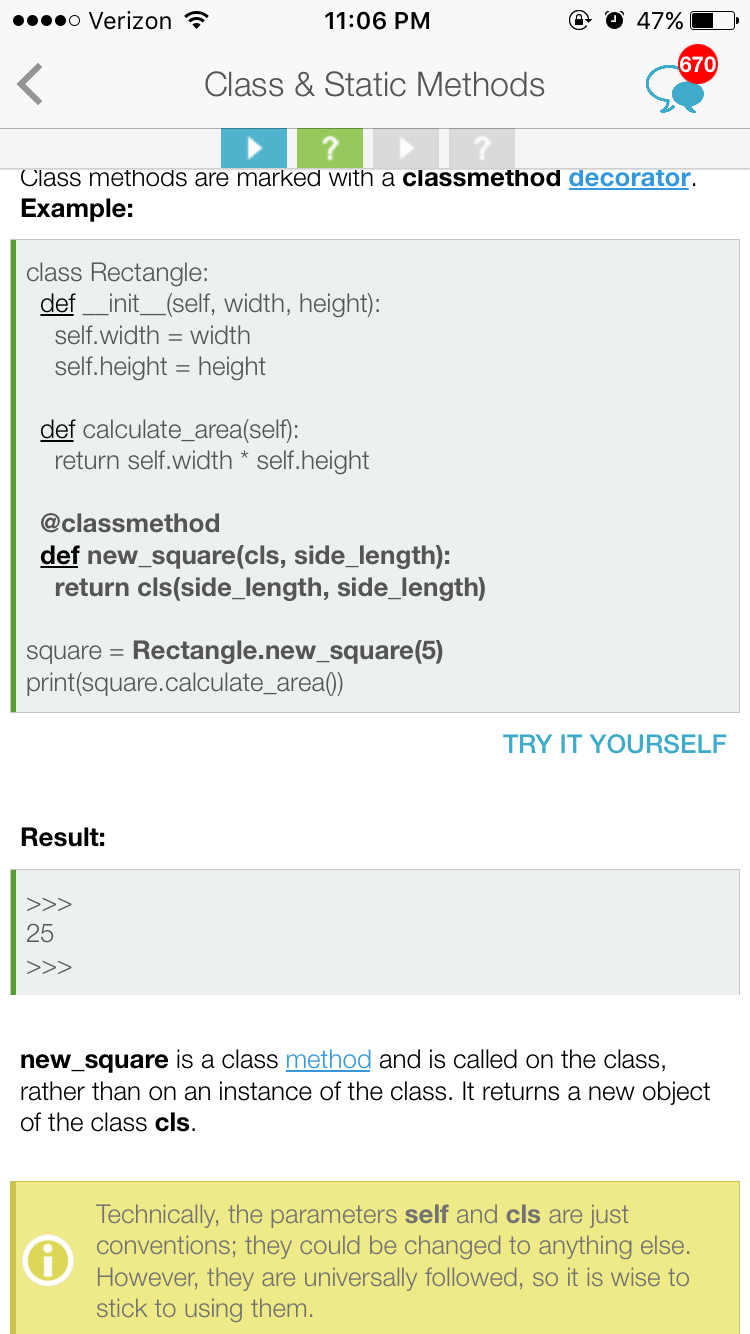 Verizon 11:06 PM 47%
Class & Static Methods
670
?
?
Class methods are marked with a classmethod decorator.
Example:
class Rectangle:
def __init__(self, width, height):
self.width = width
self.height = height
def calculate_area(self):
return self.width * self.height
@classmethod
def new_square(cls, side_length):
return cls(side_length, side_length)
square = Rectangle.new_square(5)
print(square.calculate_area())
TRY IT YOURSELF
Result:
>>>
25
>>>
new_square is a class method and is called on the class,
rather than on an instance of the class. It returns a new object
of the class cls.
Technically, the parameters self and cls are just
conventions; they could be changed to anything else.
However, they are universally followed, so it is wise to
stick to using them.